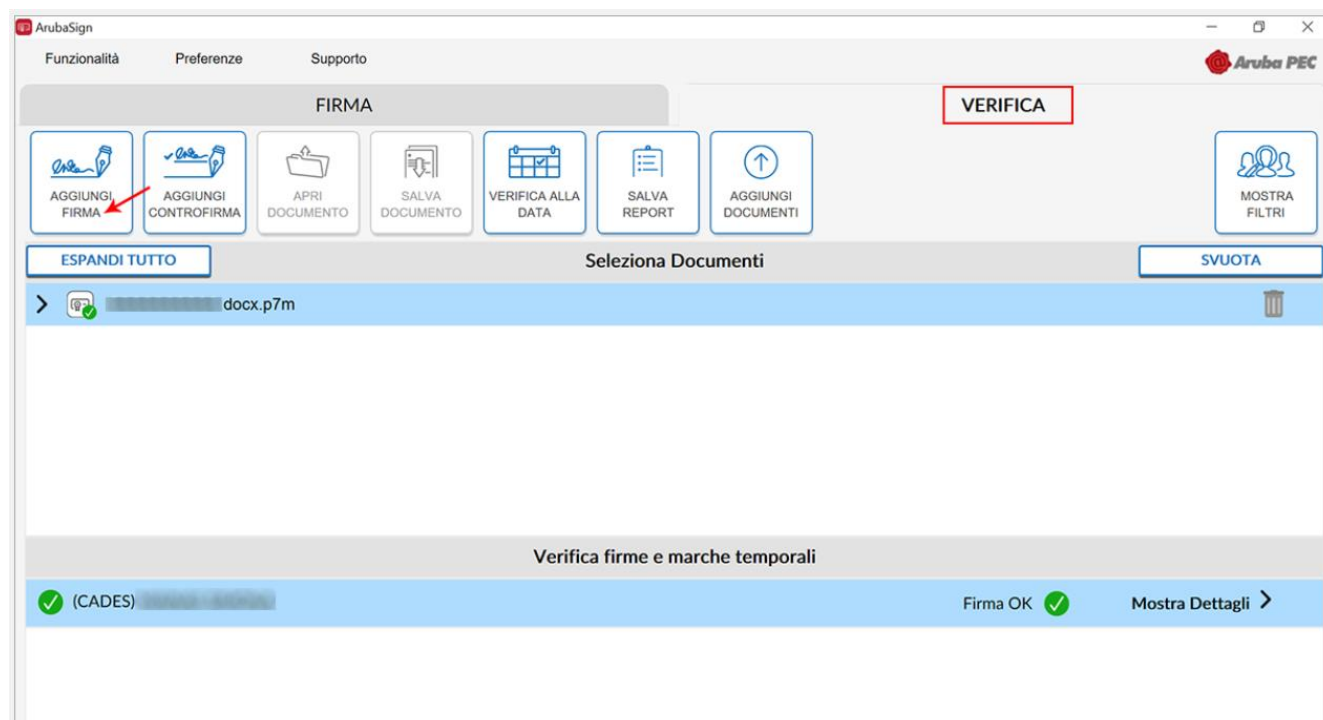 ArubaSign
Funzionalità Preferenze Supporto
Aruba PEC
FIRMA
VERIFICA
AGGIUNGI
FIRMA
AGGIUNGI
CONTROFIRMA
APRI
DOCUMENTO
SALVA
DOCUMENTO
VERIFICA ALLA
DATA
SALVA
REPORT
AGGIUNGI
DOCUMENTI
MOSTRA
FILTRI
ESPANDI TUTTO
Seleziona Documenti
SVUOTA
docx.p7m
Verifica firme e marche temporali
(CADES)
Firma OK
Mostra Dettagli